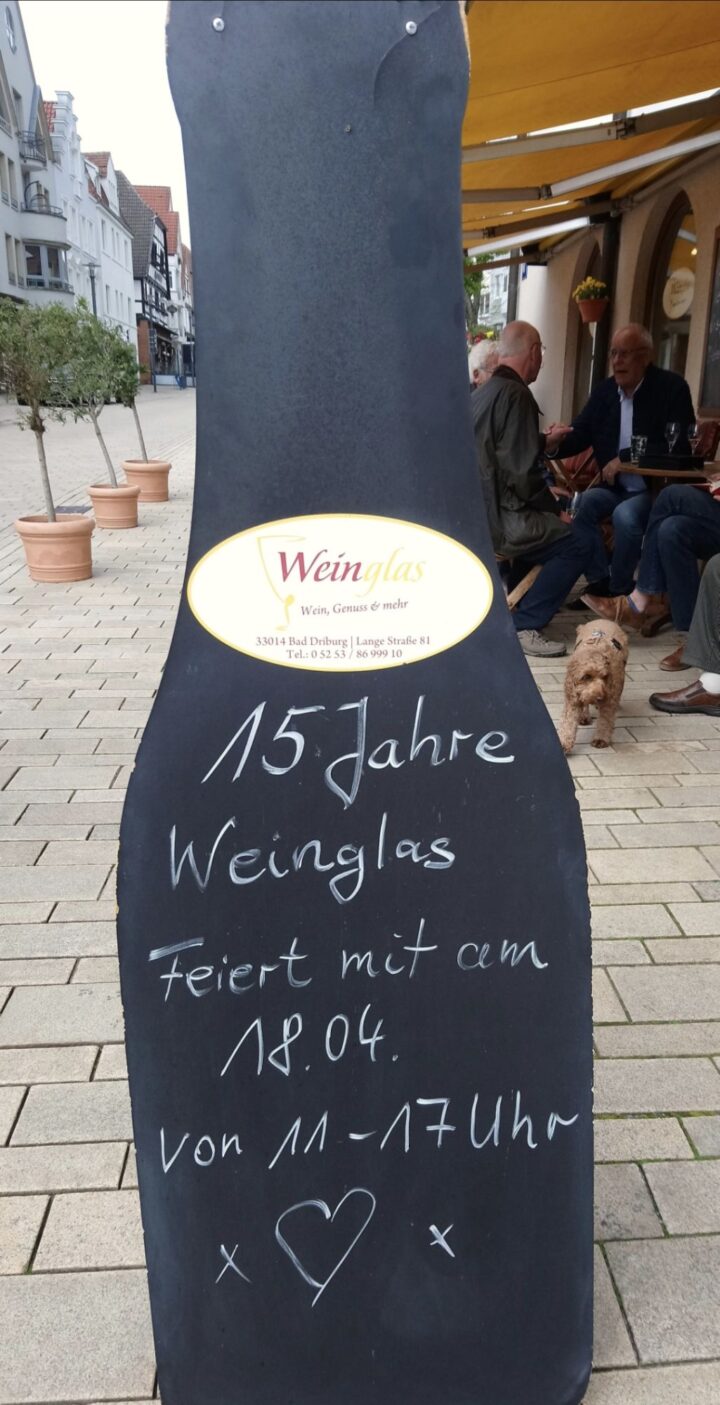 Weinglas
Wein, Genuss & mehr
33014 Bad Driburg | Lange Straße 81
Tel.: 0 52 53 / 86 999 10
15 Jahre
Weinglas
Feiert mit am
18.04.
von 11-17 Uhr
x x